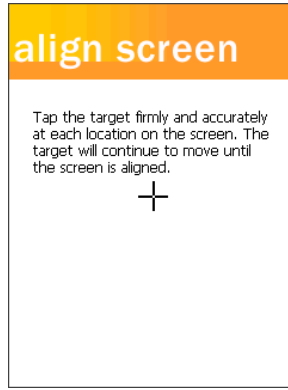 align screen
Tap the target firmly and accurately
at each location on the screen. The
target will continue to move until
the screen is aligned.